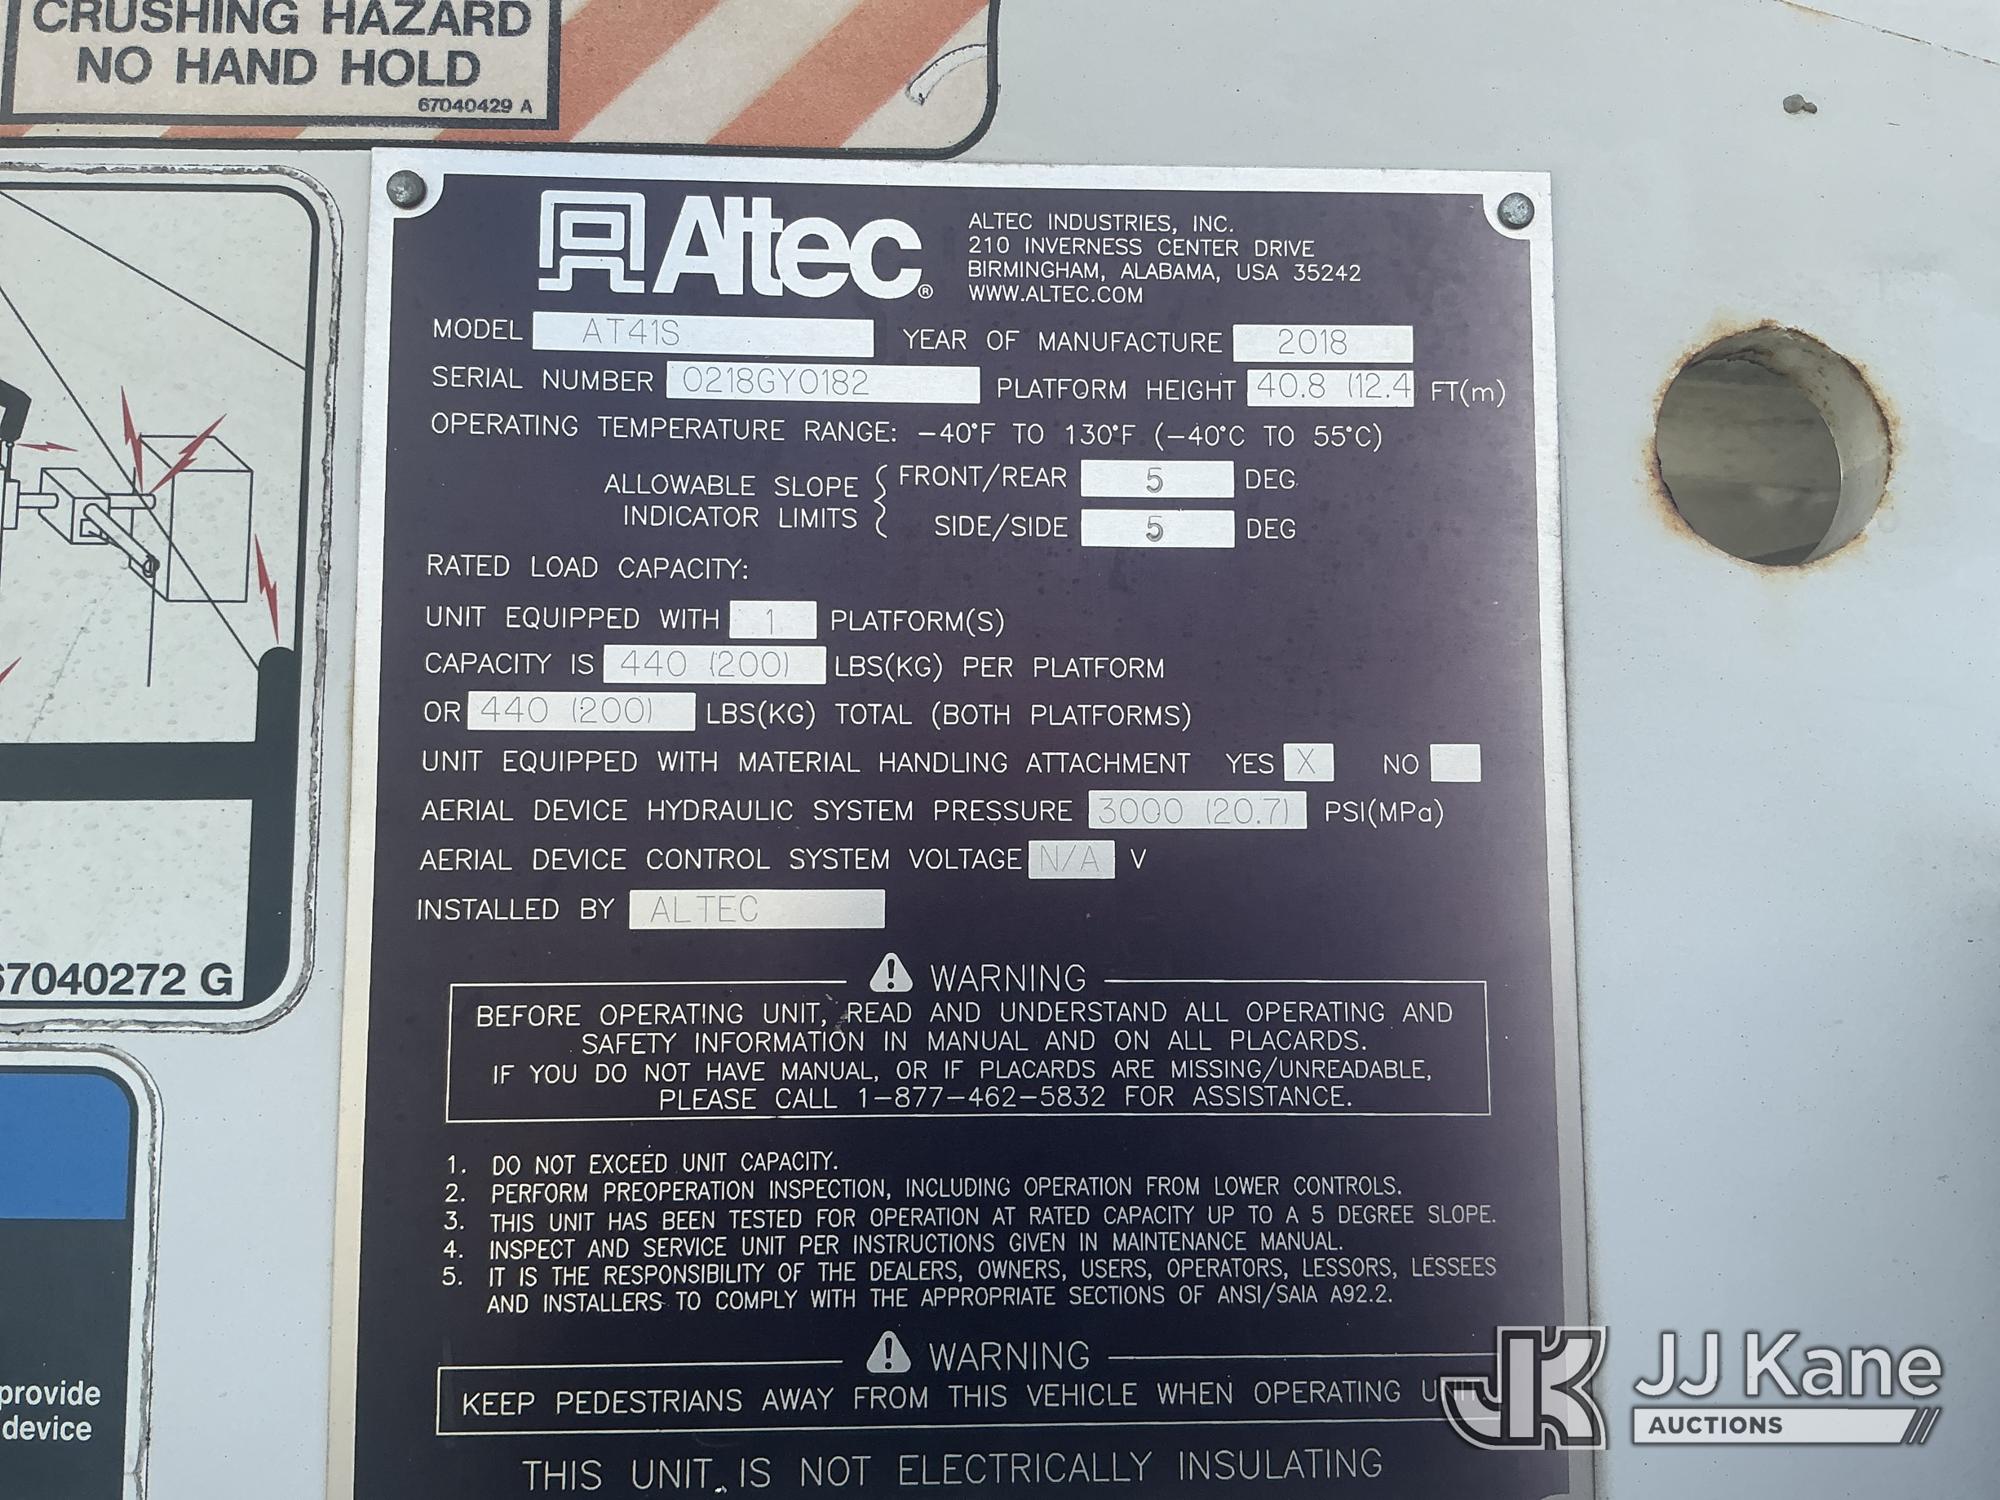 CRUSHING HAZARD
NO HAND HOLD
67040429 A
Altec®
ALTEC INDUSTRIES, INC.
210 INVERNESS CENTER DRIVE
BIRMINGHAM, ALABAMA, USA 35242
WWW.ALTEC.COM
MODEL AT41S YEAR OF MANUFACTURE 2018
SERIAL NUMBER 0218GY0182 PLATFORM HEIGHT 40.8 (12.4 FT(m)
OPERATING TEMPERATURE RANGE: -40°F TO 130°F (-40°C TO 55°C)
ALLOWABLE SLOPE INDICATOR LIMITS { FRONT/REAR 5 DEG
SIDE/SIDE 5 DEG
RATED LOAD CAPACITY:
UNIT EQUIPPED WITH 1 PLATFORM(S)
CAPACITY IS 440 (200) LBS(KG) PER PLATFORM
OR 440 (200) LBS(KG) TOTAL (BOTH PLATFORMS)
UNIT EQUIPPED WITH MATERIAL HANDLING ATTACHMENT YES X NO
AERIAL DEVICE HYDRAULIC SYSTEM PRESSURE 3000 (20.7) PSI(MPa)
AERIAL DEVICE CONTROL SYSTEM VOLTAGE N/A V
INSTALLED BY ALTEC
67040272 G
WARNING
BEFORE OPERATING UNIT, READ AND UNDERSTAND ALL OPERATING AND
SAFETY INFORMATION IN MANUAL AND ON ALL PLACARDS.
IF YOU DO NOT HAVE MANUAL, OR IF PLACARDS ARE MISSING/UNREADABLE,
PLEASE CALL 1-877-462-5832 FOR ASSISTANCE.
1. DO NOT EXCEED UNIT CAPACITY.
2. PERFORM PREOPERATION INSPECTION, INCLUDING OPERATION FROM LOWER CONTROLS.
3. THIS UNIT HAS BEEN TESTED FOR OPERATION AT RATED CAPACITY UP TO A 5 DEGREE SLOPE.
4. INSPECT AND SERVICE UNIT PER INSTRUCTIONS GIVEN IN MAINTENANCE MANUAL.
5. IT IS THE RESPONSIBILITY OF THE DEALERS, OWNERS, USERS, OPERATORS, LESSORS, LESSEES
AND INSTALLERS TO COMPLY WITH THE APPROPRIATE SECTIONS OF ANSI/SAIA A92.2.
WARNING
KEEP PEDESTRIANS AWAY FROM THIS VEHICLE WHEN OPERATING UNIT
THIS UNIT IS NOT ELECTRICALLY INSULATING
provide
device
JK JJ Kane
AUCTIONS